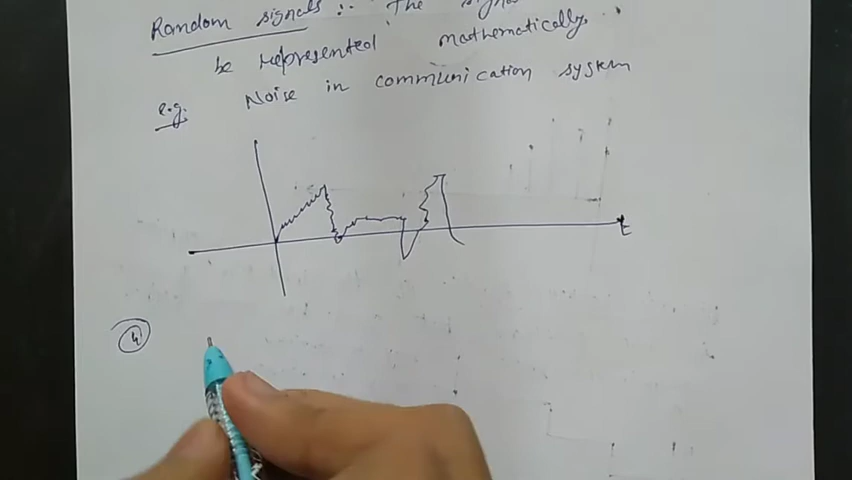 Random signals :- The
be represented mathematically.
e.g. Noise in communication system
t
4